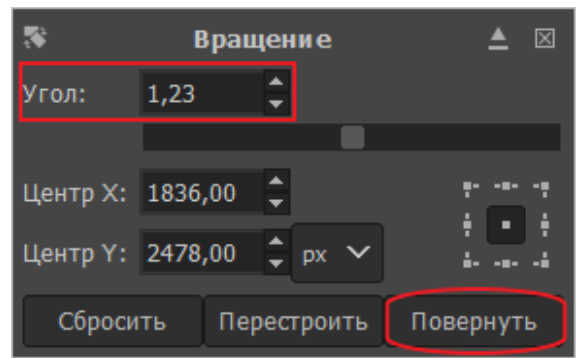 Вращение
Угол: 1,23
Центр X: 1836,00
Центр Y: 2478,00 px
Сбросить Перестроить Повернуть